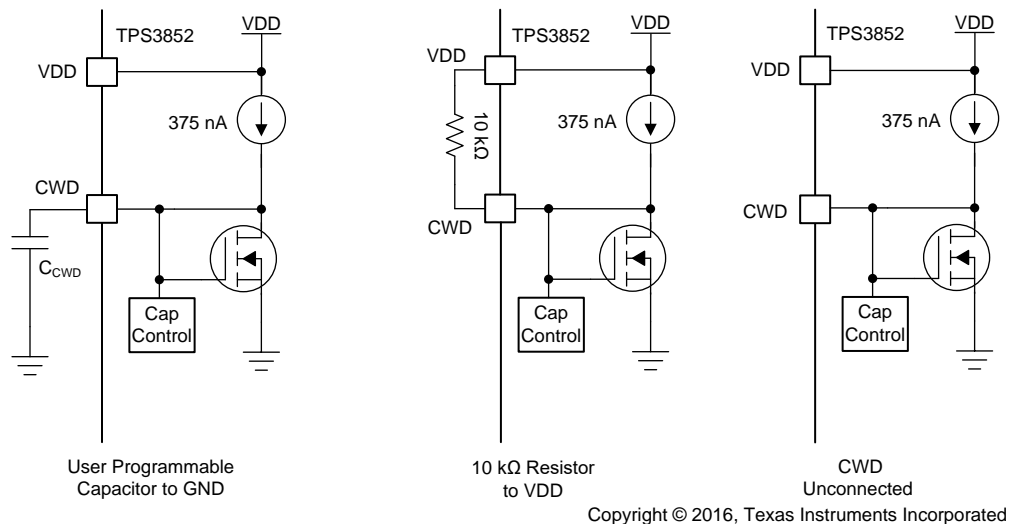 TPS3852
VDD
VDD
375 nA
CWD
C_CWD
Cap
Control
User Programmable
Capacitor to GND
TPS3852
VDD
VDD
10 kΩ
375 nA
CWD
Cap
Control
10 kΩ Resistor
to VDD
TPS3852
VDD
VDD
375 nA
CWD
Cap
Control
CWD
Unconnected
Copyright © 2016, Texas Instruments Incorporated